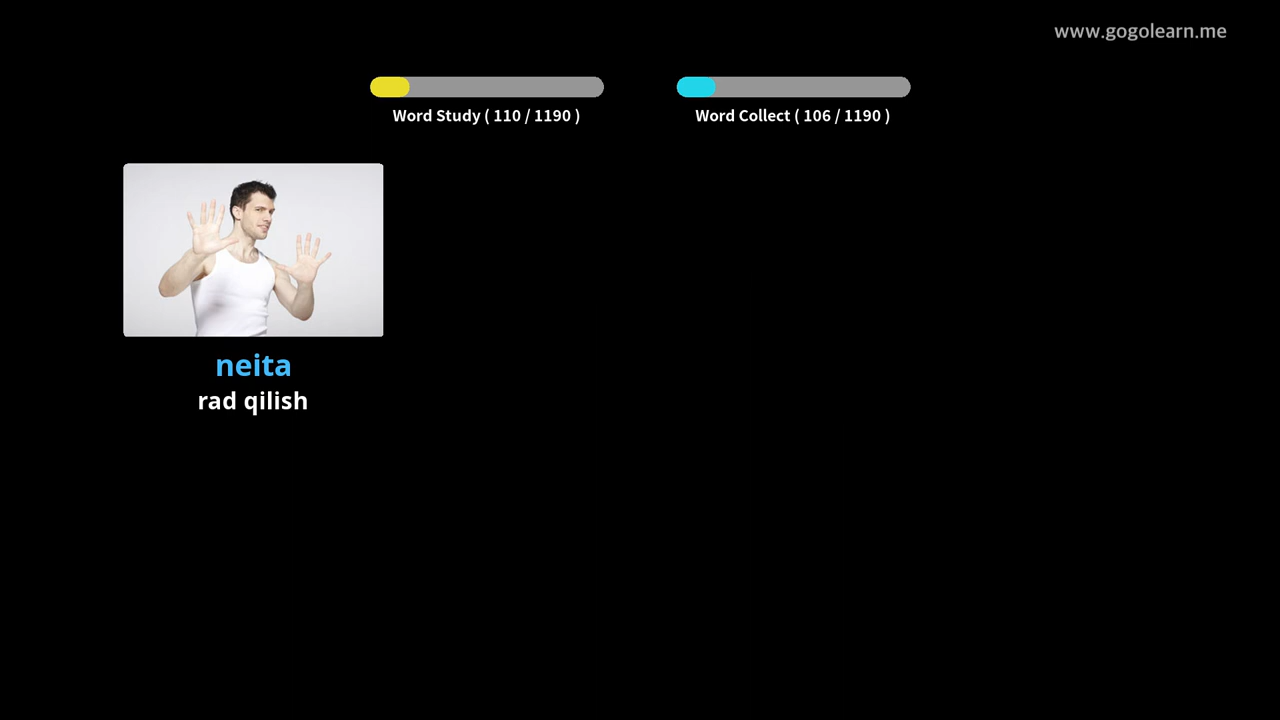 www.gogolearn.me
Word Study ( 110 / 1190 )
Word Collect ( 106 / 1190 )
neita
rad qilish